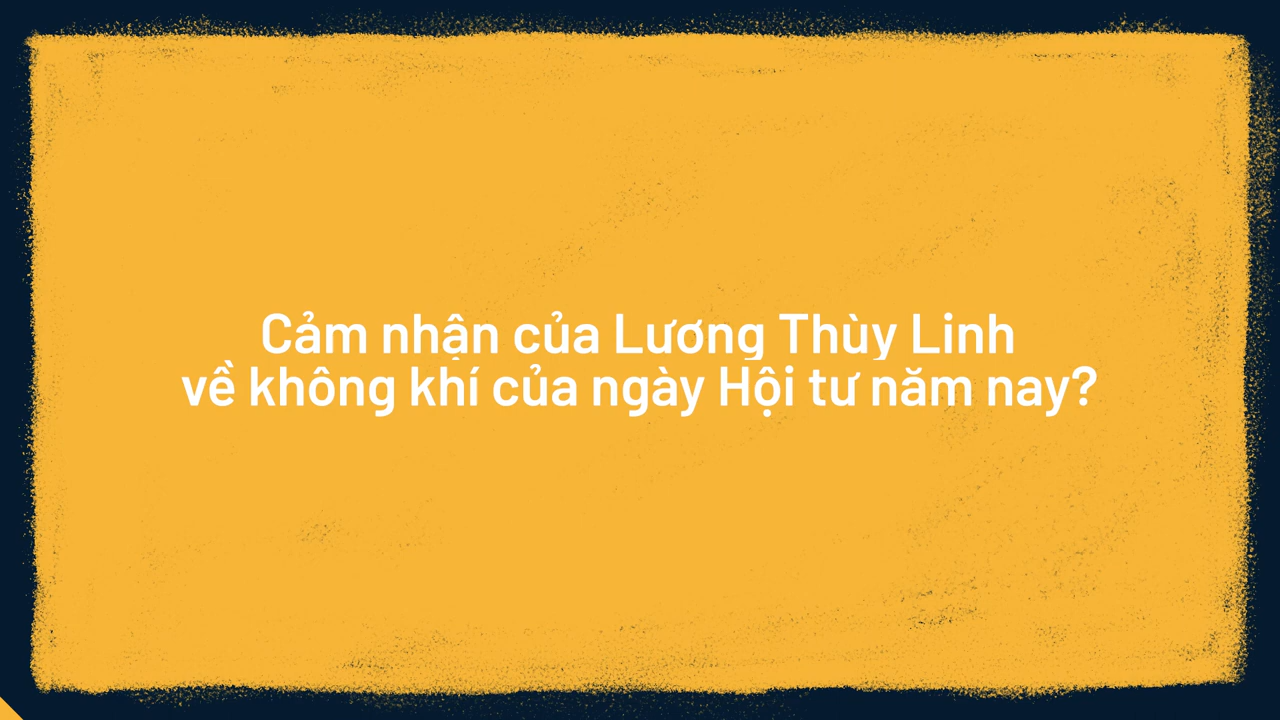 Cảm nhận của Lương Thùy Linh
về không khí của ngày Hội tư năm nay?